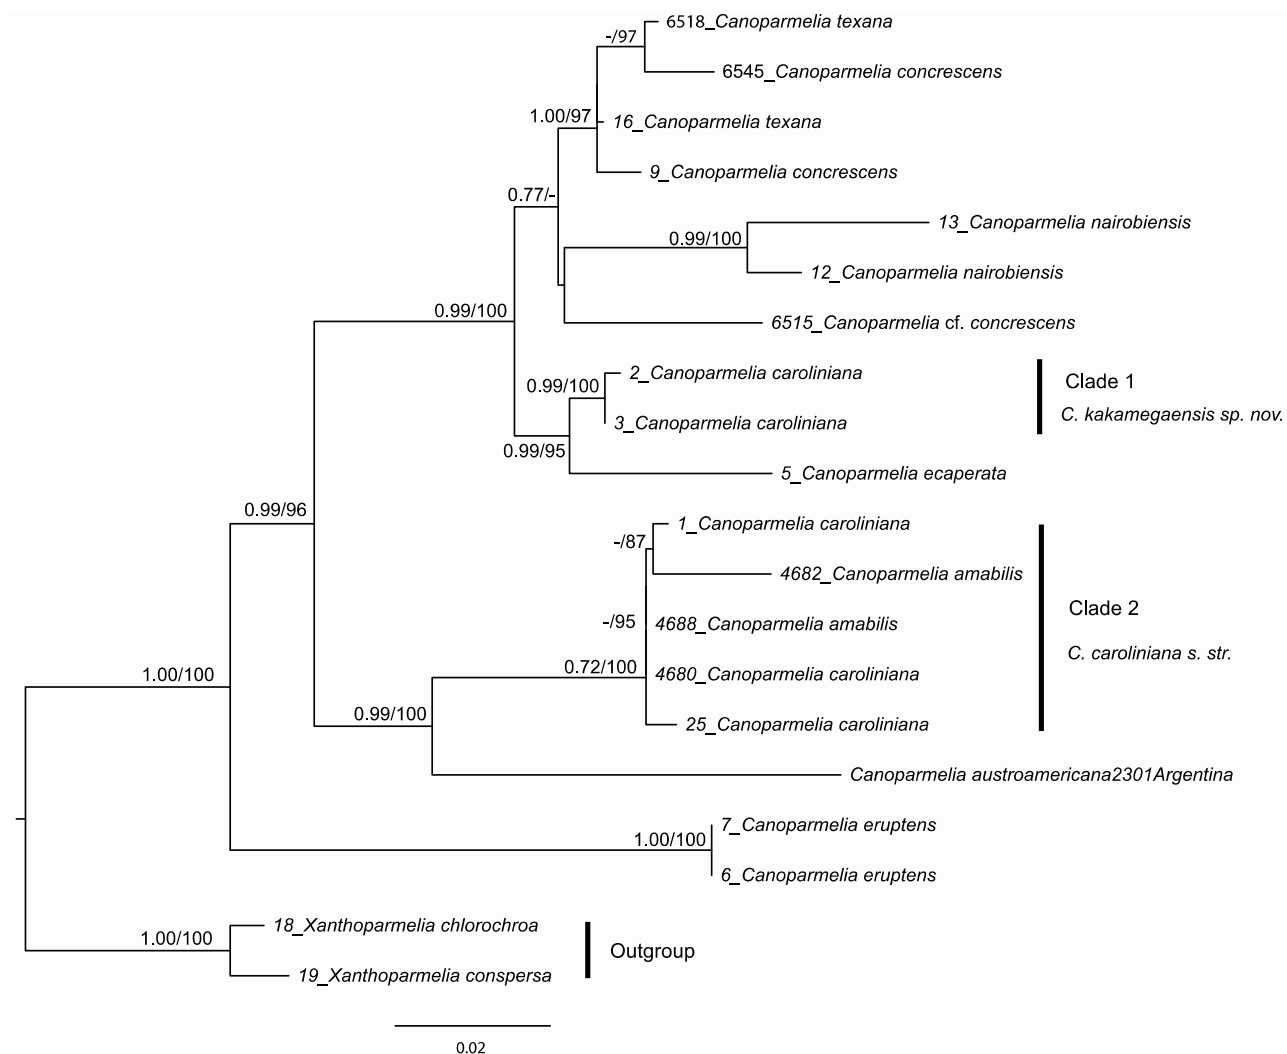 6518_Canoparmelia texana
-/97
6545_Canoparmelia concrescens
1.00/97
16_Canoparmelia texana
9_Canoparmelia concrescens
0.77/-
13_Canoparmelia nairobiensis
0.99/100
12_Canoparmelia nairobiensis
0.99/100
6515_Canoparmelia cf. concrescens
2_Canoparmelia caroliniana
0.99/100
Clade 1
C. kakamegaensis sp. nov.
3_Canoparmelia caroliniana
0.99/95
5_Canoparmelia ecaperata
0.99/96
1_Canoparmelia caroliniana
-/87
4682_Canoparmelia amabilis
Clade 2
-/95
4688_Canoparmelia amabilis
C. caroliniana s. str.
0.72/100
4680_Canoparmelia caroliniana
1.00/100
0.99/100
25_Canoparmelia caroliniana
Canoparmelia austroamericana2301Argentina
7_Canoparmelia eruptens
1.00/100
6_Canoparmelia eruptens
18_Xanthoparmelia chlorochroa
1.00/100
Outgroup
19_Xanthoparmelia conspersa
0.02